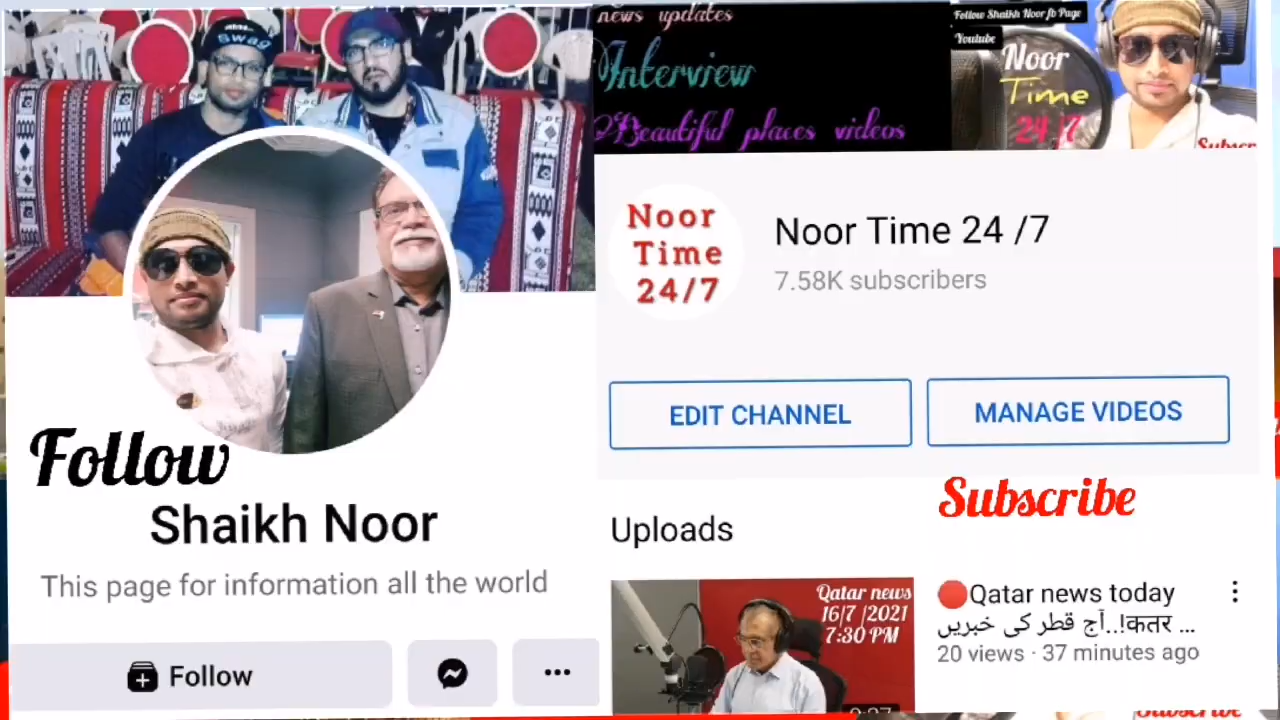 Swag
Follow
Shaikh Noor
This page for information all the world
Follow
news updates
Interview
Beautiful places videos
Follow Shaikh Noor fb Page
Youtube
Noor
Time
24 /7
Noor
Time
24/7
Noor Time 24 /7
7.58K subscribers
EDIT CHANNEL
MANAGE VIDEOS
Subscribe
Uploads
Qatar news
16/7 /2021
7:30 PM
🔴Qatar news today
آج قطر کی خبریں..!कतर ...
20 views · 37 minutes ago